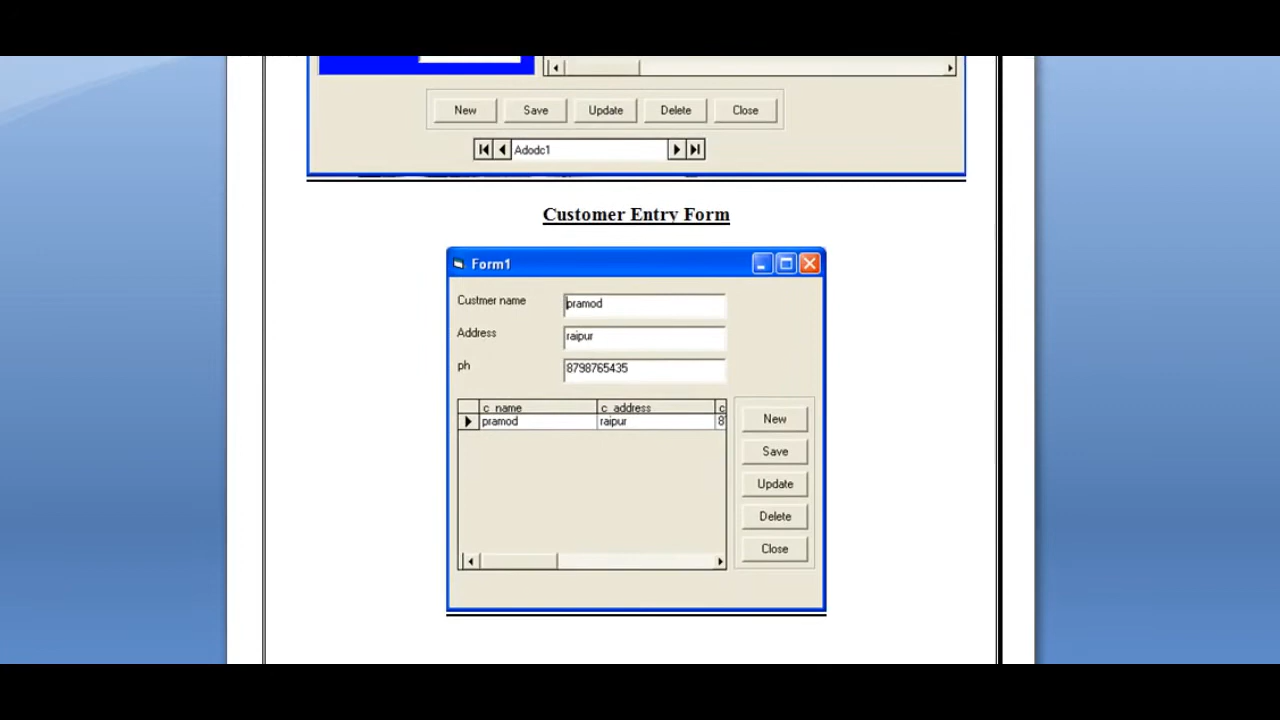 New Save Update Delete Close
Adodc1
Customer Entry Form
Form1
Custmer name pramod
Address raipur
ph 8798765435
c_name c_address c
pramod raipur 8
New
Save
Update
Delete
Close